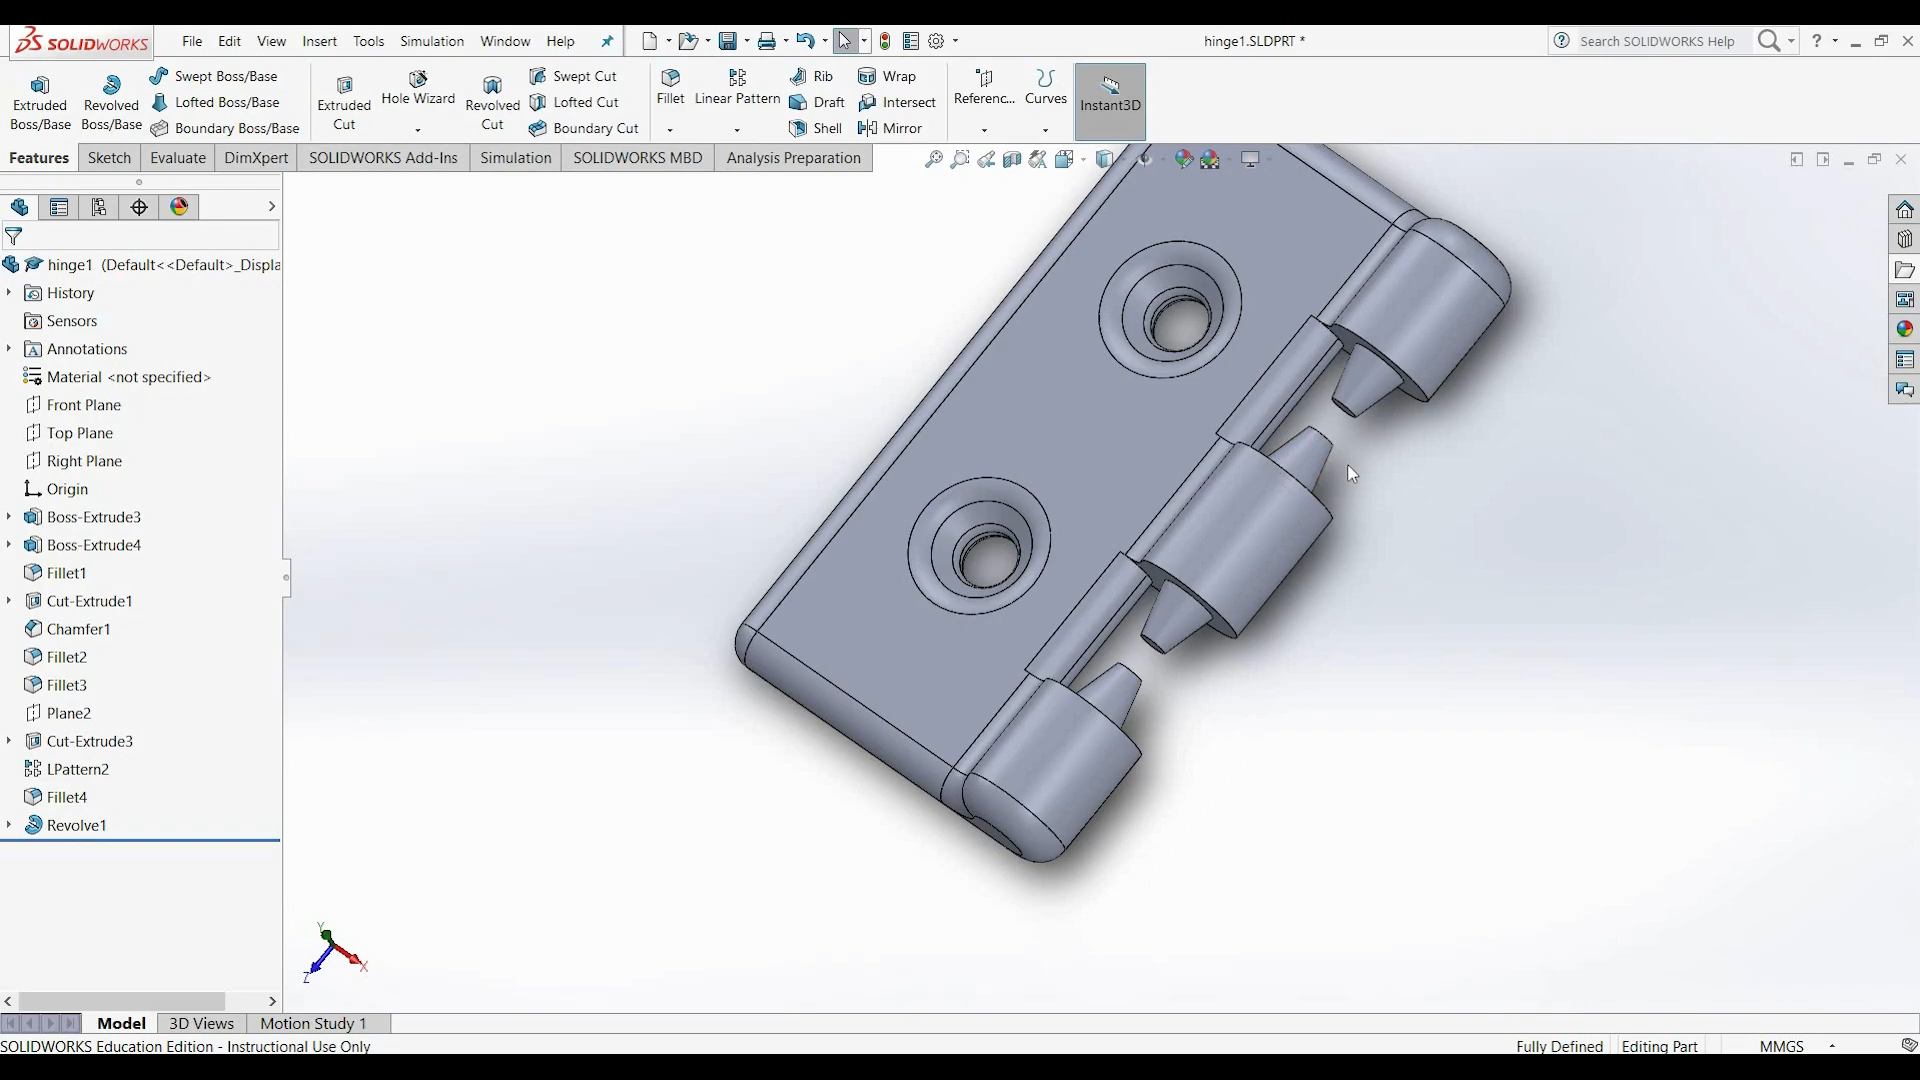 SOLIDWORKS File Edit View Insert Tools Simulation Window Help hinge1.SLDPRT * Search SOLIDWORKS Help ?
Extruded Boss/Base
Revolved Boss/Base
Swept Boss/Base
Lofted Boss/Base
Boundary Boss/Base
Extruded Cut
Hole Wizard
Revolved Cut
Swept Cut
Lofted Cut
Boundary Cut
Fillet
Linear Pattern
Rib
Draft
Shell
Wrap
Intersect
Mirror
Referenc...
Curves
Instant3D
Features Sketch Evaluate DimXpert SOLIDWORKS Add-Ins Simulation SOLIDWORKS MBD Analysis Preparation
hinge1 (Default<<Default>_Displa
History
Sensors
Annotations
Material <not specified>
Front Plane
Top Plane
Right Plane
Origin
Boss-Extrude3
Boss-Extrude4
Fillet1
Cut-Extrude1
Chamfer1
Fillet2
Fillet3
Plane2
Cut-Extrude3
LPattern2
Fillet4
Revolve1
Y
X
Z
Model 3D Views Motion Study 1
SOLIDWORKS Education Edition - Instructional Use Only Fully Defined Editing Part MMGS